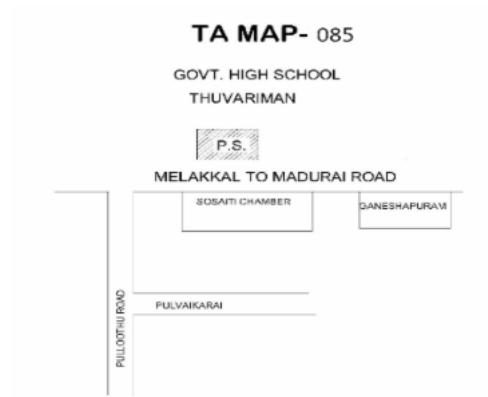 TA MAP- 085
GOVT. HIGH SCHOOL
THUVARIMAN
P.S.
MELAKKAL TO MADURAI ROAD
SOSAITI CHAMBER
GANESHAPURAM
PULVAIKARAI
PULLOOTHU ROAD